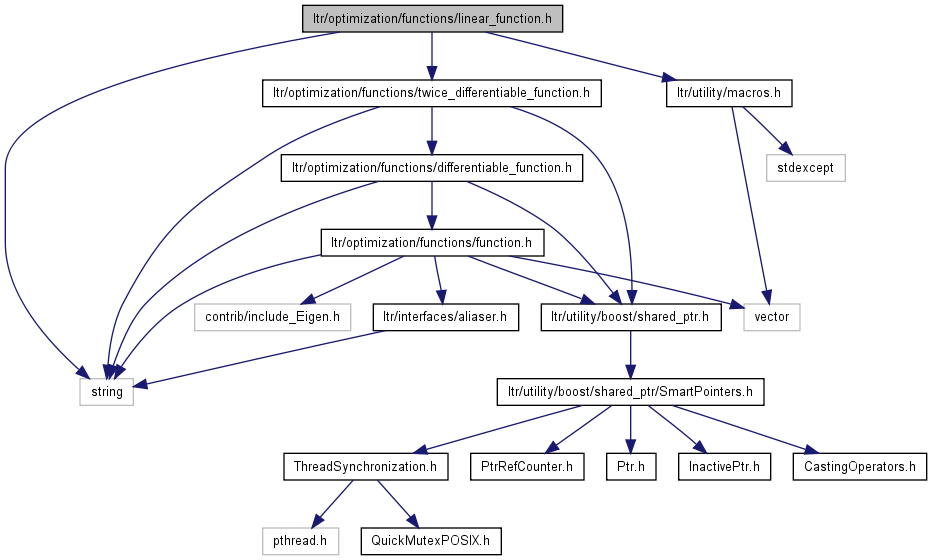 ltr/optimization/functions/linear_function.h
ltr/optimization/functions/twice_differentiable_function.h
ltr/utility/macros.h
ltr/optimization/functions/differentiable_function.h
stdexcept
ltr/optimization/functions/function.h
contrib/include_Eigen.h
ltr/interfaces/aliaser.h
ltr/utility/boost/shared_ptr.h
vector
string
ltr/utility/boost/shared_ptr/SmartPointers.h
ThreadSynchronization.h
PtrRefCounter.h
Ptr.h
InactivePtr.h
CastingOperators.h
pthread.h
QuickMutexPOSIX.h